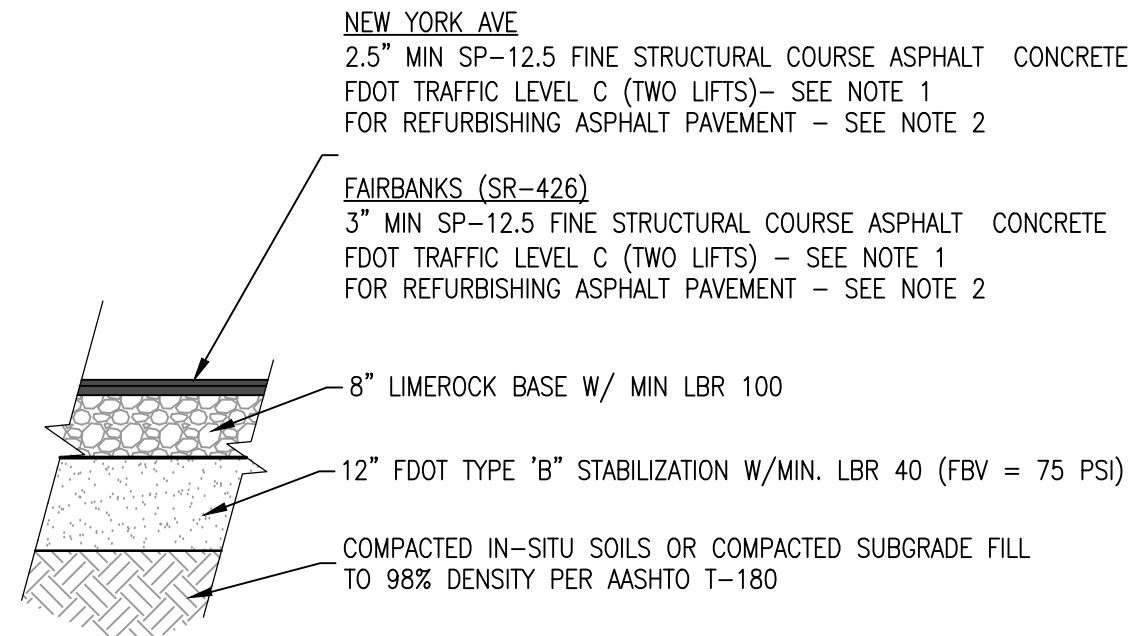 NEW YORK AVE
2.5” MIN SP-12.5 FINE STRUCTURAL COURSE ASPHALT CONCRETE
FDOT TRAFFIC LEVEL C (TWO LIFTS)- SEE NOTE 1
FOR REFURBISHING ASPHALT PAVEMENT - SEE NOTE 2
FAIRBANKS (SR-426)
3” MIN SP-12.5 FINE STRUCTURAL COURSE ASPHALT CONCRETE
FDOT TRAFFIC LEVEL C (TWO LIFTS) - SEE NOTE 1
FOR REFURBISHING ASPHALT PAVEMENT - SEE NOTE 2
8” LIMEROCK BASE W/ MIN LBR 100
12” FDOT TYPE 'B” STABILIZATION W/MIN. LBR 40 (FBV = 75 PSI)
COMPACTED IN-SITU SOILS OR COMPACTED SUBGRADE FILL
TO 98% DENSITY PER AASHTO T-180